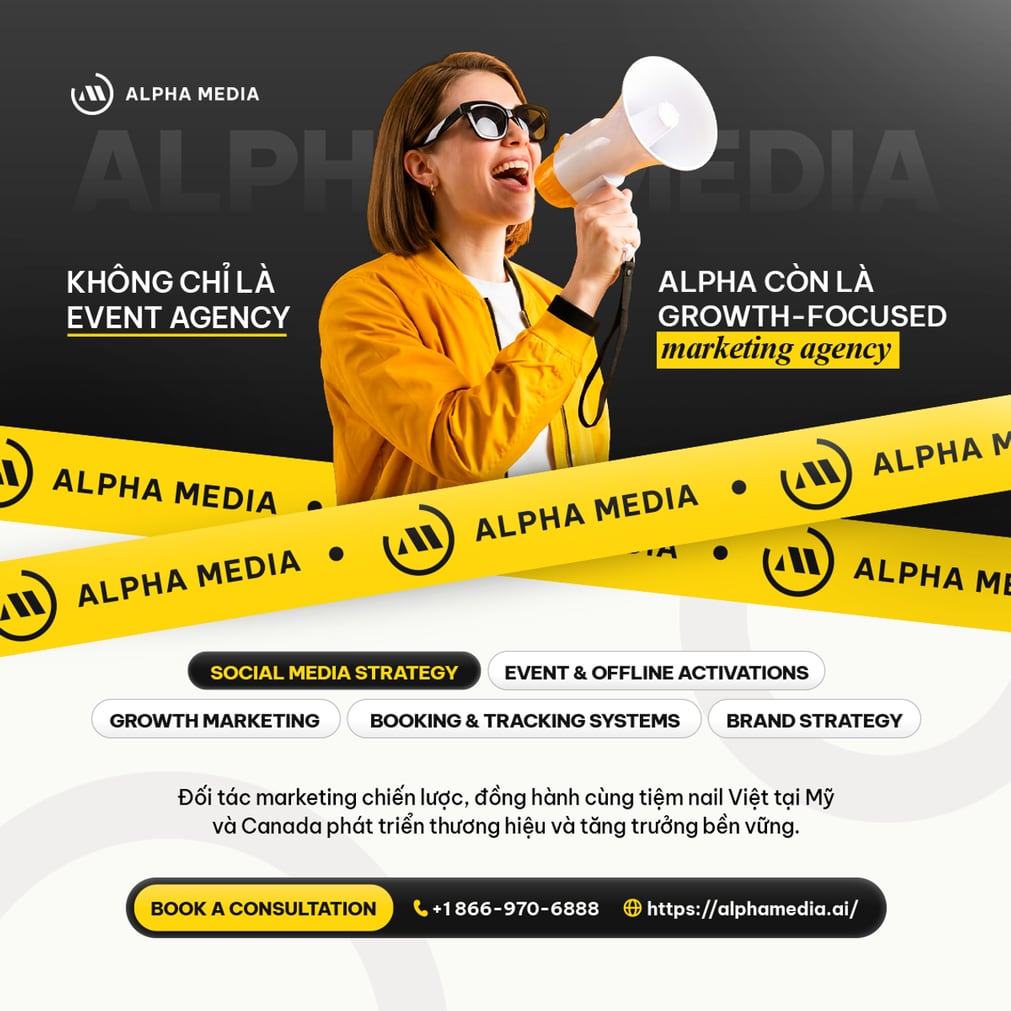 ALPHA MEDIA
ALPHA MEDIA
KHÔNG CHỈ LÀ
EVENT AGENCY
ALPHA CÒN LÀ
GROWTH-FOCUSED
marketing agency
ALPHA MEDIA •
ALPHA MEDIA • ALPHA MEDIA • ALPHA M
IA • ALPHA ME
SOCIAL MEDIA STRATEGY
EVENT & OFFLINE ACTIVATIONS
GROWTH MARKETING
BOOKING & TRACKING SYSTEMS
BRAND STRATEGY
Đối tác marketing chiến lược, đồng hành cùng tiệm nail Việt tại Mỹ
và Canada phát triển thương hiệu và tăng trưởng bền vững.
BOOK A CONSULTATION
+1 866-970-6888
https://alphamedia.ai/